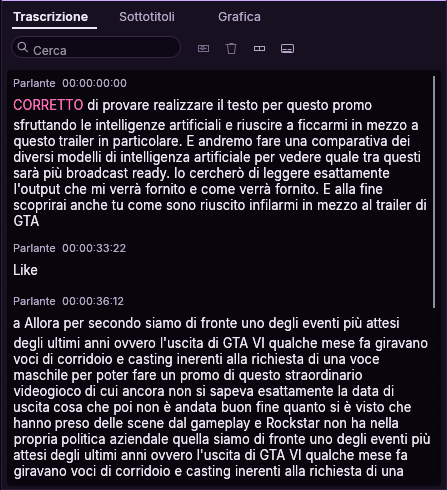 Trascrizione Sottotitoli Grafica
Cerca
Parlante 00:00:00:00
CORRETTO di provare realizzare il testo per questo promo
sfruttando le intelligenze artificiali e riuscire a ficcarmi in mezzo a
questo trailer in particolare. E andremo fare una comparativa dei
diversi modelli di intelligenza artificiale per vedere quale tra questi
sarà più broadcast ready. Io cercherò di leggere esattamente
l'output che mi verrà fornito e come verrà fornito. E alla fine
scoprirai anche tu come sono riuscito infilarmi in mezzo al trailer di
GTA
Parlante 00:00:33:22
Like
Parlante 00:00:36:12
a Allora per secondo siamo di fronte uno degli eventi più attesi
degli ultimi anni ovvero l'uscita di GTA VI qualche mese fa giravano
voci di corridoio e casting inerenti alla richiesta di una voce
maschile per poter fare un promo di questo straordinario
videogioco di cui ancora non si sapeva esattamente la data di
uscita cosa che poi non è andata buon fine quanto si è visto che
hanno preso delle scene dal gameplay e Rockstar non ha nella
propria politica aziendale quella siamo di fronte uno degli eventi più
attesi degli ultimi anni ovvero l'uscita di GTA VI qualche mese fa
giravano voci di corridoio e casting inerenti alla richiesta di una